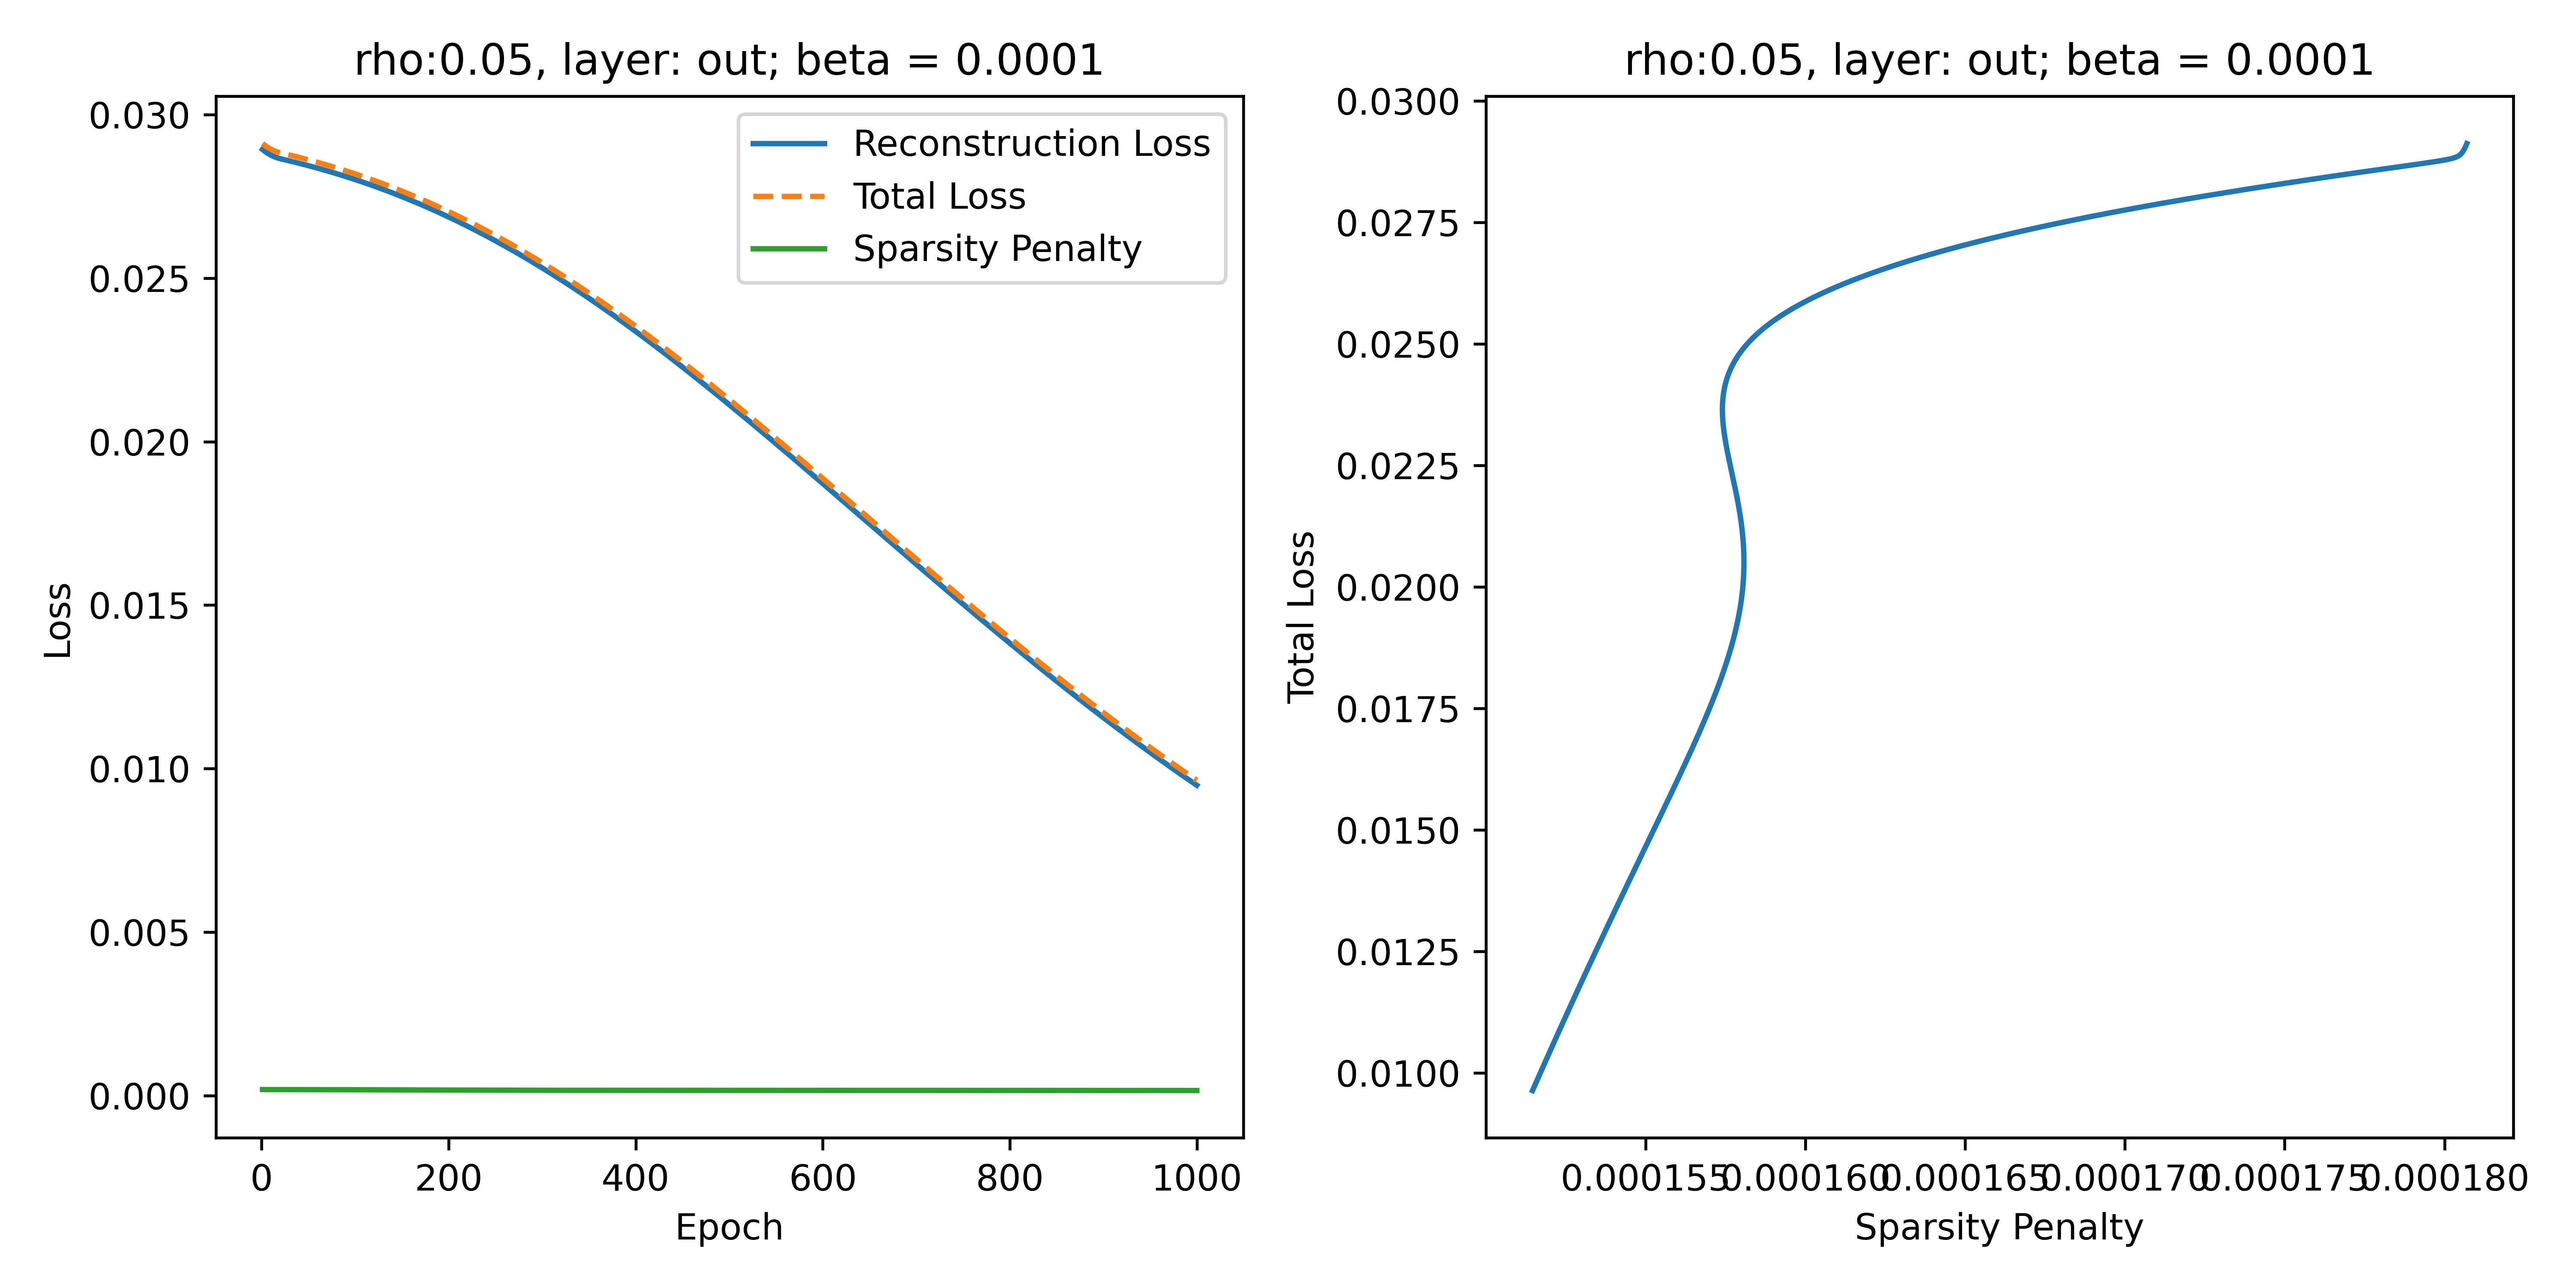 rho:0.05, layer: out; beta = 0.0001
0.030
0.025
0.020
0.015
0.010
0.005
0.000
Loss
Reconstruction Loss
Total Loss
Sparsity Penalty
0 200 400 600 800 1000
Epoch
rho:0.05, layer: out; beta = 0.0001
0.0300
0.0275
0.0250
0.0225
0.0200
0.0175
0.0150
0.0125
0.0100
Total Loss
0.000155 0.000160 0.000165 0.000170 0.000175 0.000180
Sparsity Penalty